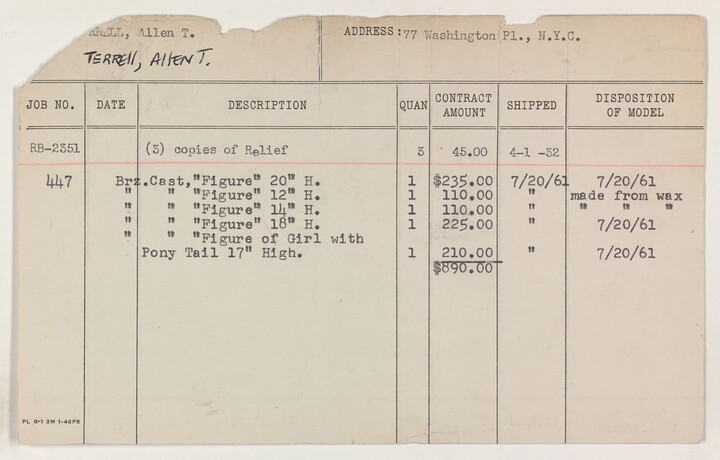 RRELL, Allen T. ADDRESS: 77 Washington Pl., N.Y.C.
TERREll, AllEN T.
JOB NO. DATE DESCRIPTION QUAN CONTRACT AMOUNT SHIPPED DISPOSITION OF MODEL
RB-2351 (3) copies of Relief 3 45.00 4-1 -32
447 Brz.Cast,"Figure" 20" H. 1 $235.00 7/20/61 7/20/61
" " "Figure" 12" H. 1 110.00 " made from wax
" " "Figure" 14" H. 1 110.00 " " " "
" " "Figure" 18" H. 1 225.00 " 7/20/61
" " "Figure of Girl with
Pony Tail 17" High. 1 210.00 " 7/20/61
$890.00
PL 8-1 3M 1-46PS